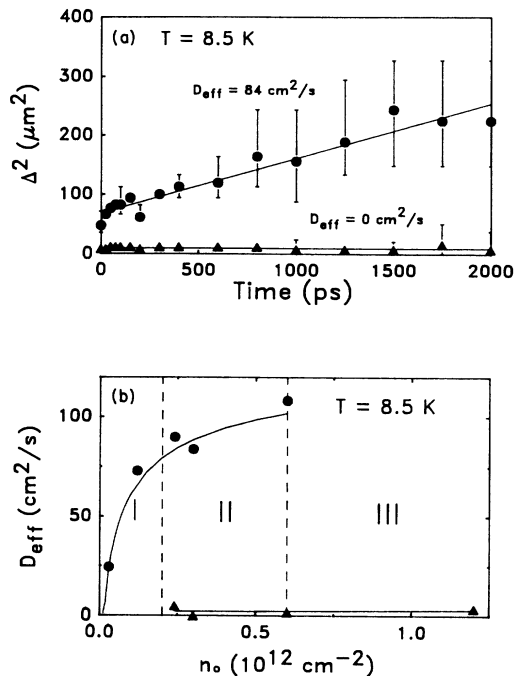 400
(a) T = 8.5 K
300
D_eff = 84 cm²/s
200
Δ² (μm²)
100
D_eff = 0 cm²/s
0
0 500 1000 1500 2000
Time (ps)
(b)
T = 8.5 K
100
D_eff (cm²/s)
50
I II III
0
0.0 0.5 1.0
n₀ (10¹² cm⁻²)